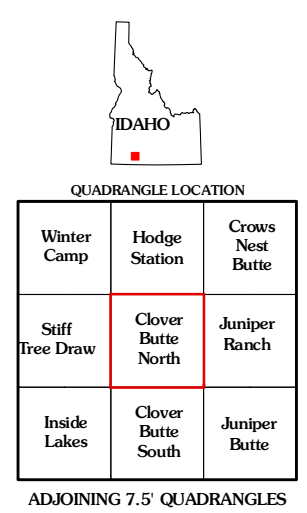 IDAHO
QUADRANGLE LOCATION
Winter
Camp
Hodge
Station
Crows
Nest
Butte
Stiff
Tree Draw
Clover
Butte
North
Juniper
Ranch
Inside
Lakes
Clover
Butte
South
Juniper
Butte
ADJOINING 7.5' QUADRANGLES